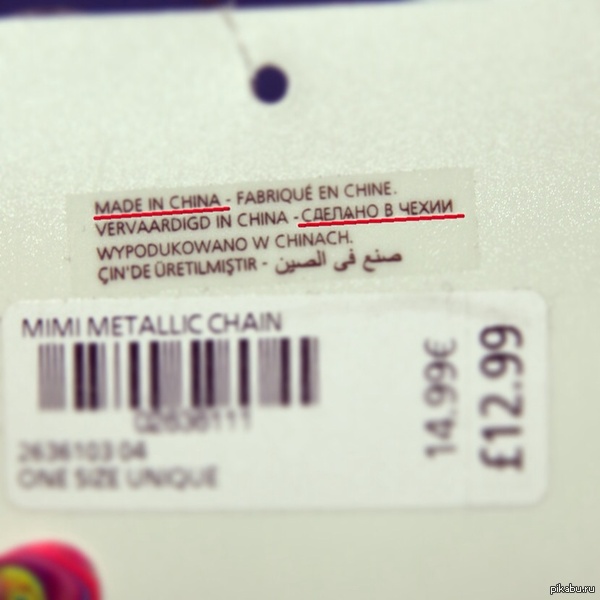 MADE IN CHINA - FABRIQUÉ EN CHINE.
VERVAARDIGD IN CHINA - СДЕЛАНО В ЧЕХИИ
WYPODUKOWANO W CHINACH.
ÇIN'DE ÜRETILMIŞTIR - صنع فى الصين
MIMI METALLIC CHAIN
02636111
2636103 04
ONE SIZE UNIQUE
14.99€
£12.99
pikabu.ru